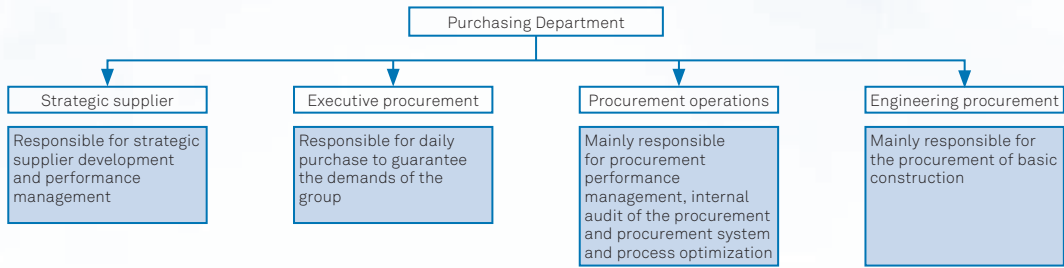 Purchasing Department
Strategic supplier
Responsible for strategic
supplier development
and performance
management
Executive procurement
Responsible for daily
purchase to guarantee
the demands of the
group
Procurement operations
Mainly responsible
for procurement
performance
management, internal
audit of the procurement
and procurement system
and process optimization
Engineering procurement
Mainly responsible for
the procurement of basic
construction